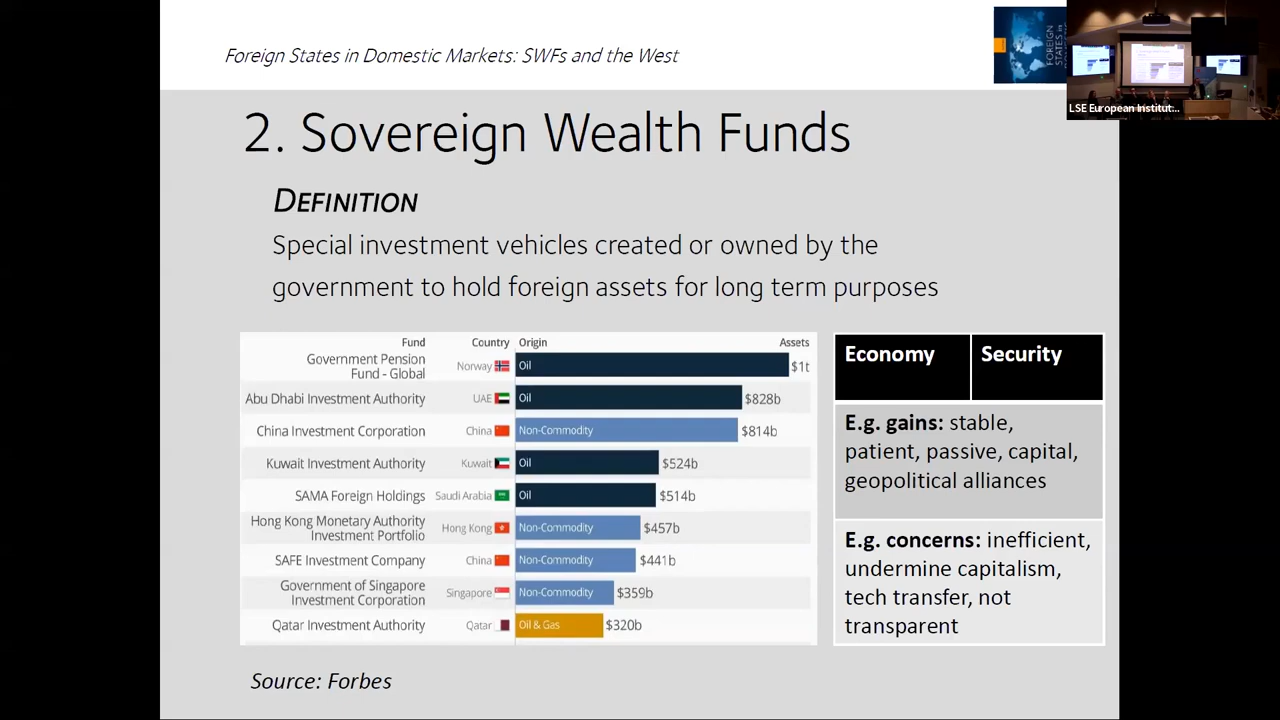 Foreign States in Domestic Markets: SWFs and the West
FOREIGN
STATES IN
LSE European Institut...
2. Sovereign Wealth Funds
DEFINITION
Special investment vehicles created or owned by the
government to hold foreign assets for long term purposes
Fund Country Origin Assets
Government Pension
Fund - Global Norway Oil $1t
Abu Dhabi Investment Authority UAE Oil $828b
China Investment Corporation China Non-Commodity $814b
Kuwait Investment Authority Kuwait Oil $524b
SAMA Foreign Holdings Saudi Arabia Oil $514b
Hong Kong Monetary Authority
Investment Portfolio Hong Kong Non-Commodity $457b
SAFE Investment Company China Non-Commodity $441b
Government of Singapore
Investment Corporation Singapore Non-Commodity $359b
Qatar Investment Authority Qatar Oil & Gas $320b
Economy Security
E.g. gains: stable,
patient, passive, capital,
geopolitical alliances
E.g. concerns: inefficient,
undermine capitalism,
tech transfer, not
transparent
Source: Forbes